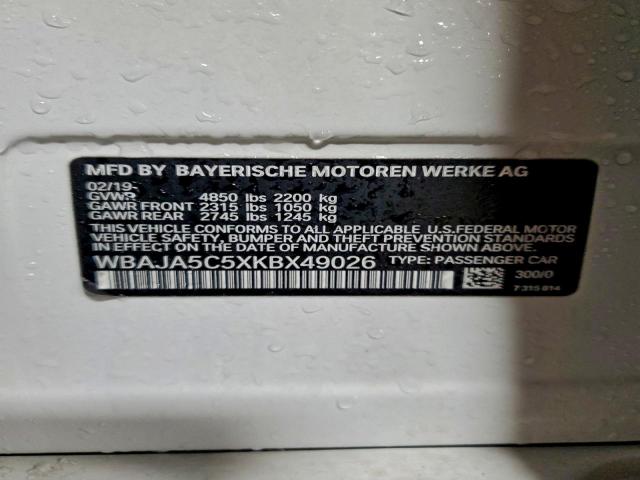 MFD BY BAYERISCHE MOTOREN WERKE AG
02/19
GVWR 4850 lbs 2200 kg
GAWR FRONT 2315 lbs 1050 kg
GAWR REAR 2745 lbs 1245 kg
THIS VEHICLE CONFORMS TO ALL APPLICABLE U.S.FEDERAL MOTOR
VEHICLE SAFETY, BUMPER, AND THEFT PREVENTION STANDARDS
IN EFFECT ON THE DATE OF MANUFACTURE SHOWN ABOVE.
WBAJA5C5XKBX49026 TYPE: PASSENGER CAR
300/0
7 315 814